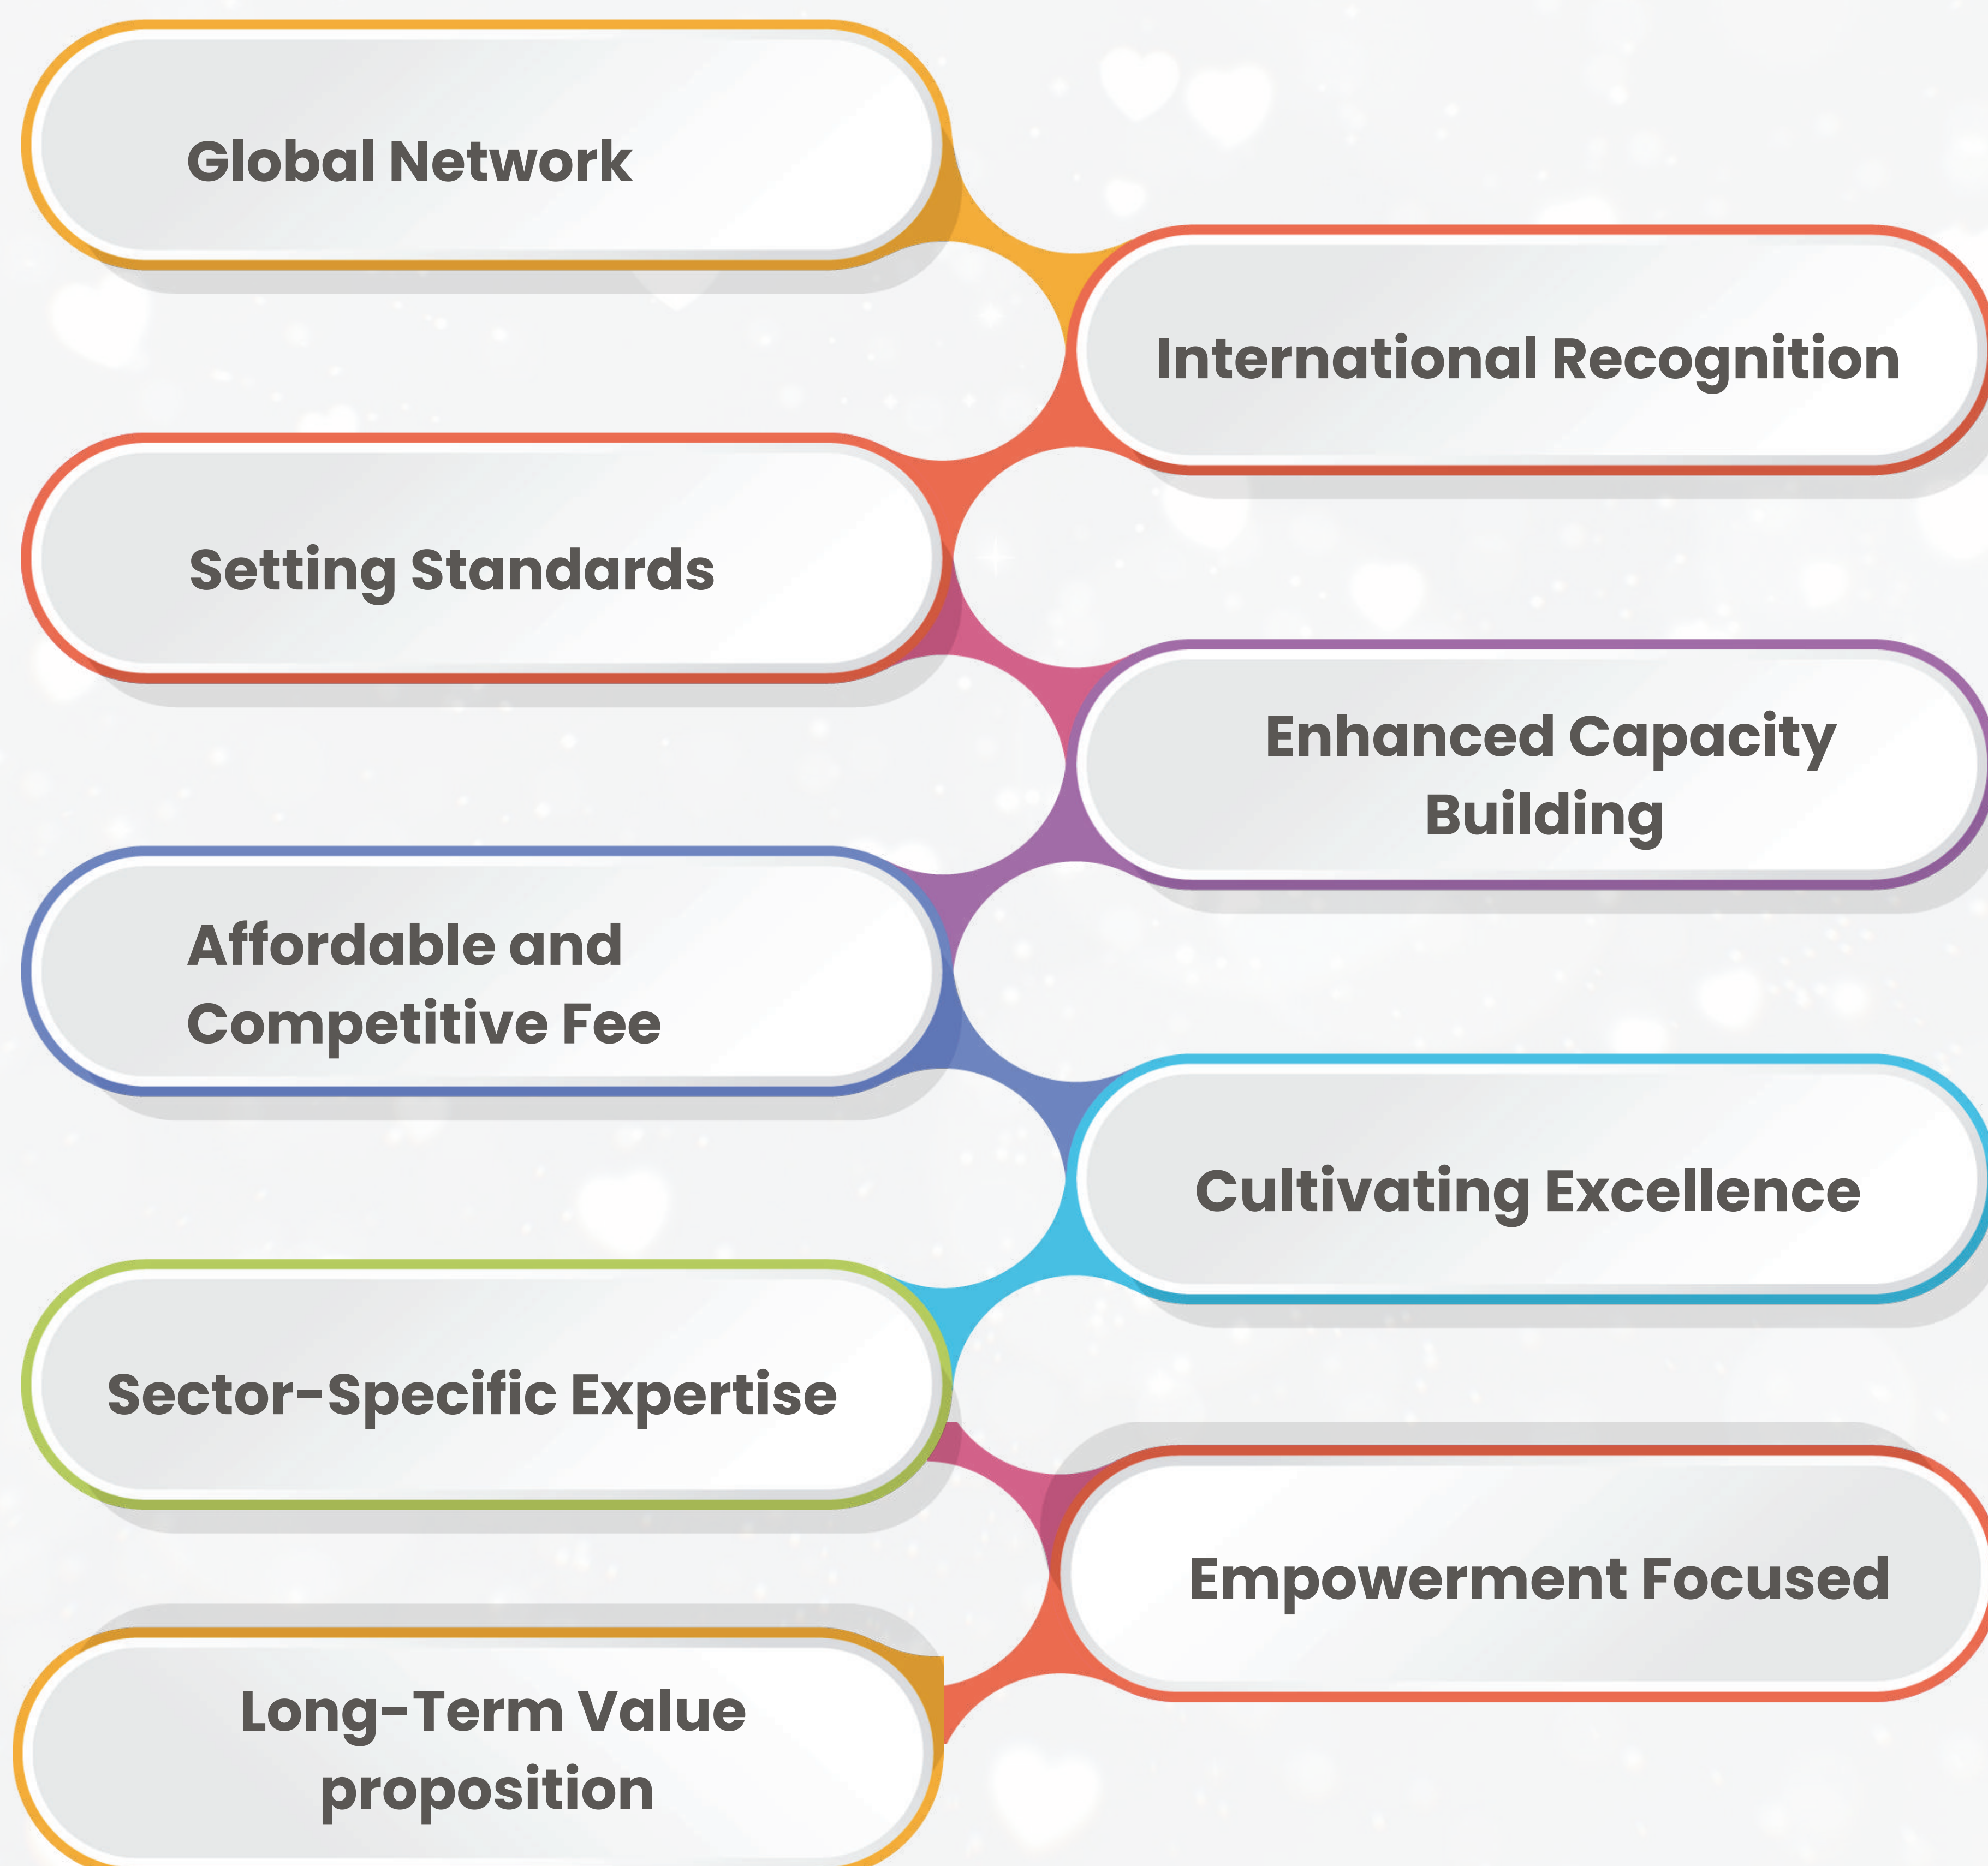 Global Network
International Recognition
Setting Standards
Enhanced Capacity
Building
Affordable and
Competitive Fee
Cultivating Excellence
Sector-Specific Expertise
Empowerment Focused
Long-Term Value
proposition